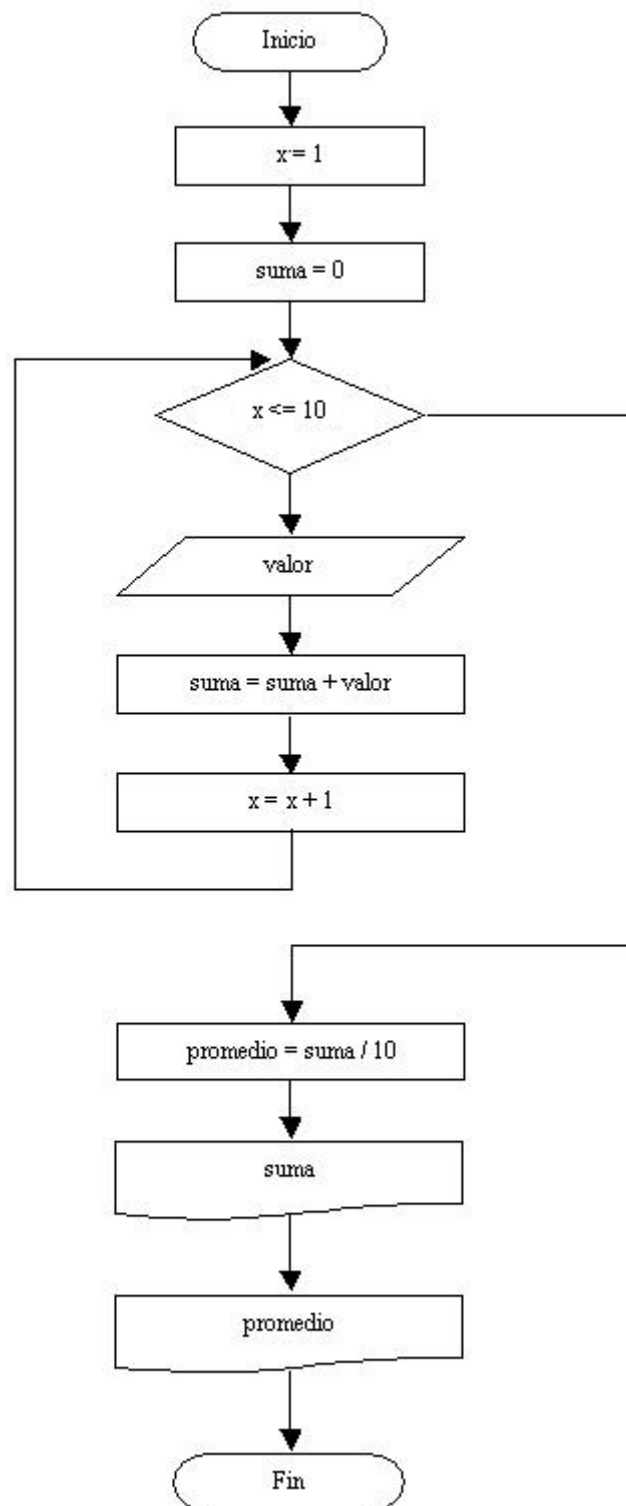 Inicio
x = 1
suma = 0
x <= 10
valor
suma = suma + valor
x = x + 1
promedio = suma / 10
suma
promedio
Fin